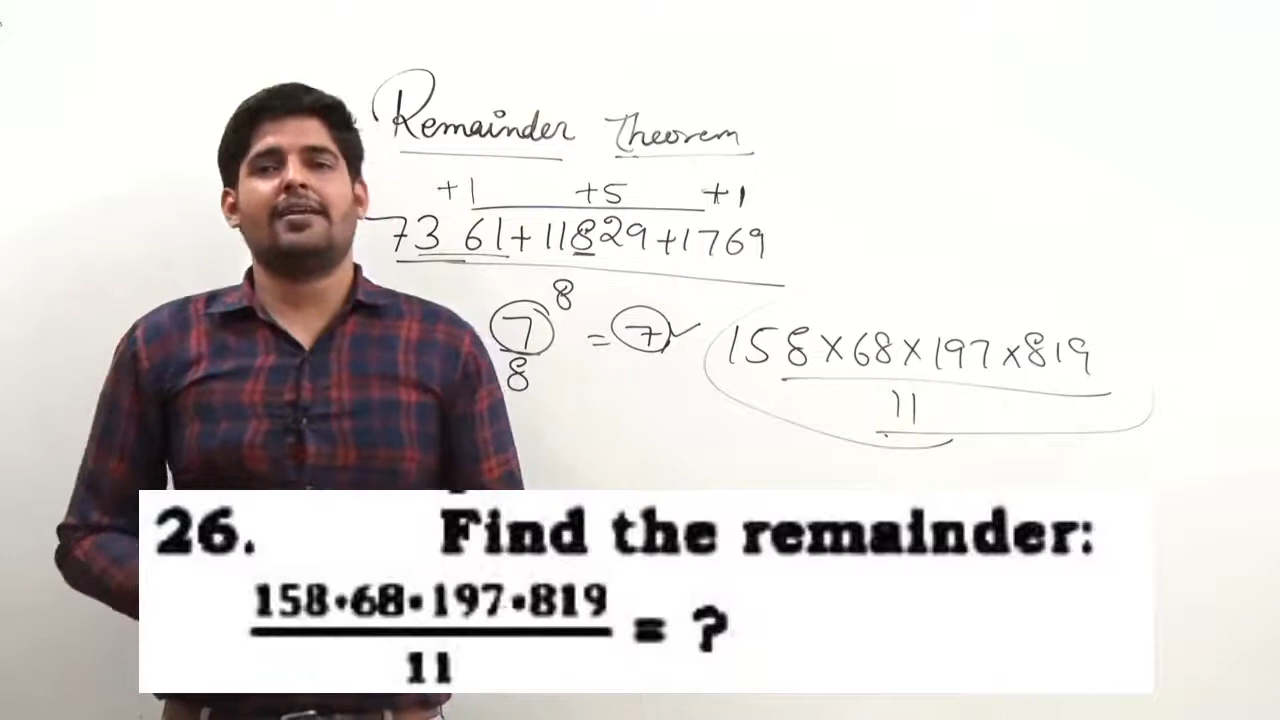 Remainder Theorem
+1 +5 +1
7361+11829+1769
8
7 = 7✓
8
158×68×197×819
11
26. Find the remainder:
158•68•197•819
= ?
11